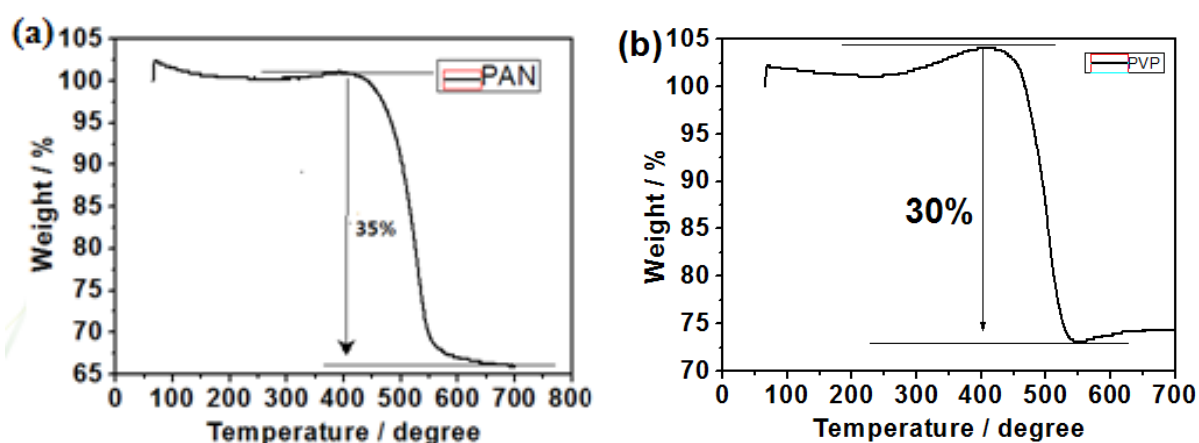 (a)
105
100
95
90
85
80
75
70
65
Weight / %
PAN
35%
0 100 200 300 400 500 600 700 800
Temperature / degree
(b)
105
100
95
90
85
80
75
70
Weight / %
PVP
30%
0 100 200 300 400 500 600 700
Temperature / degree